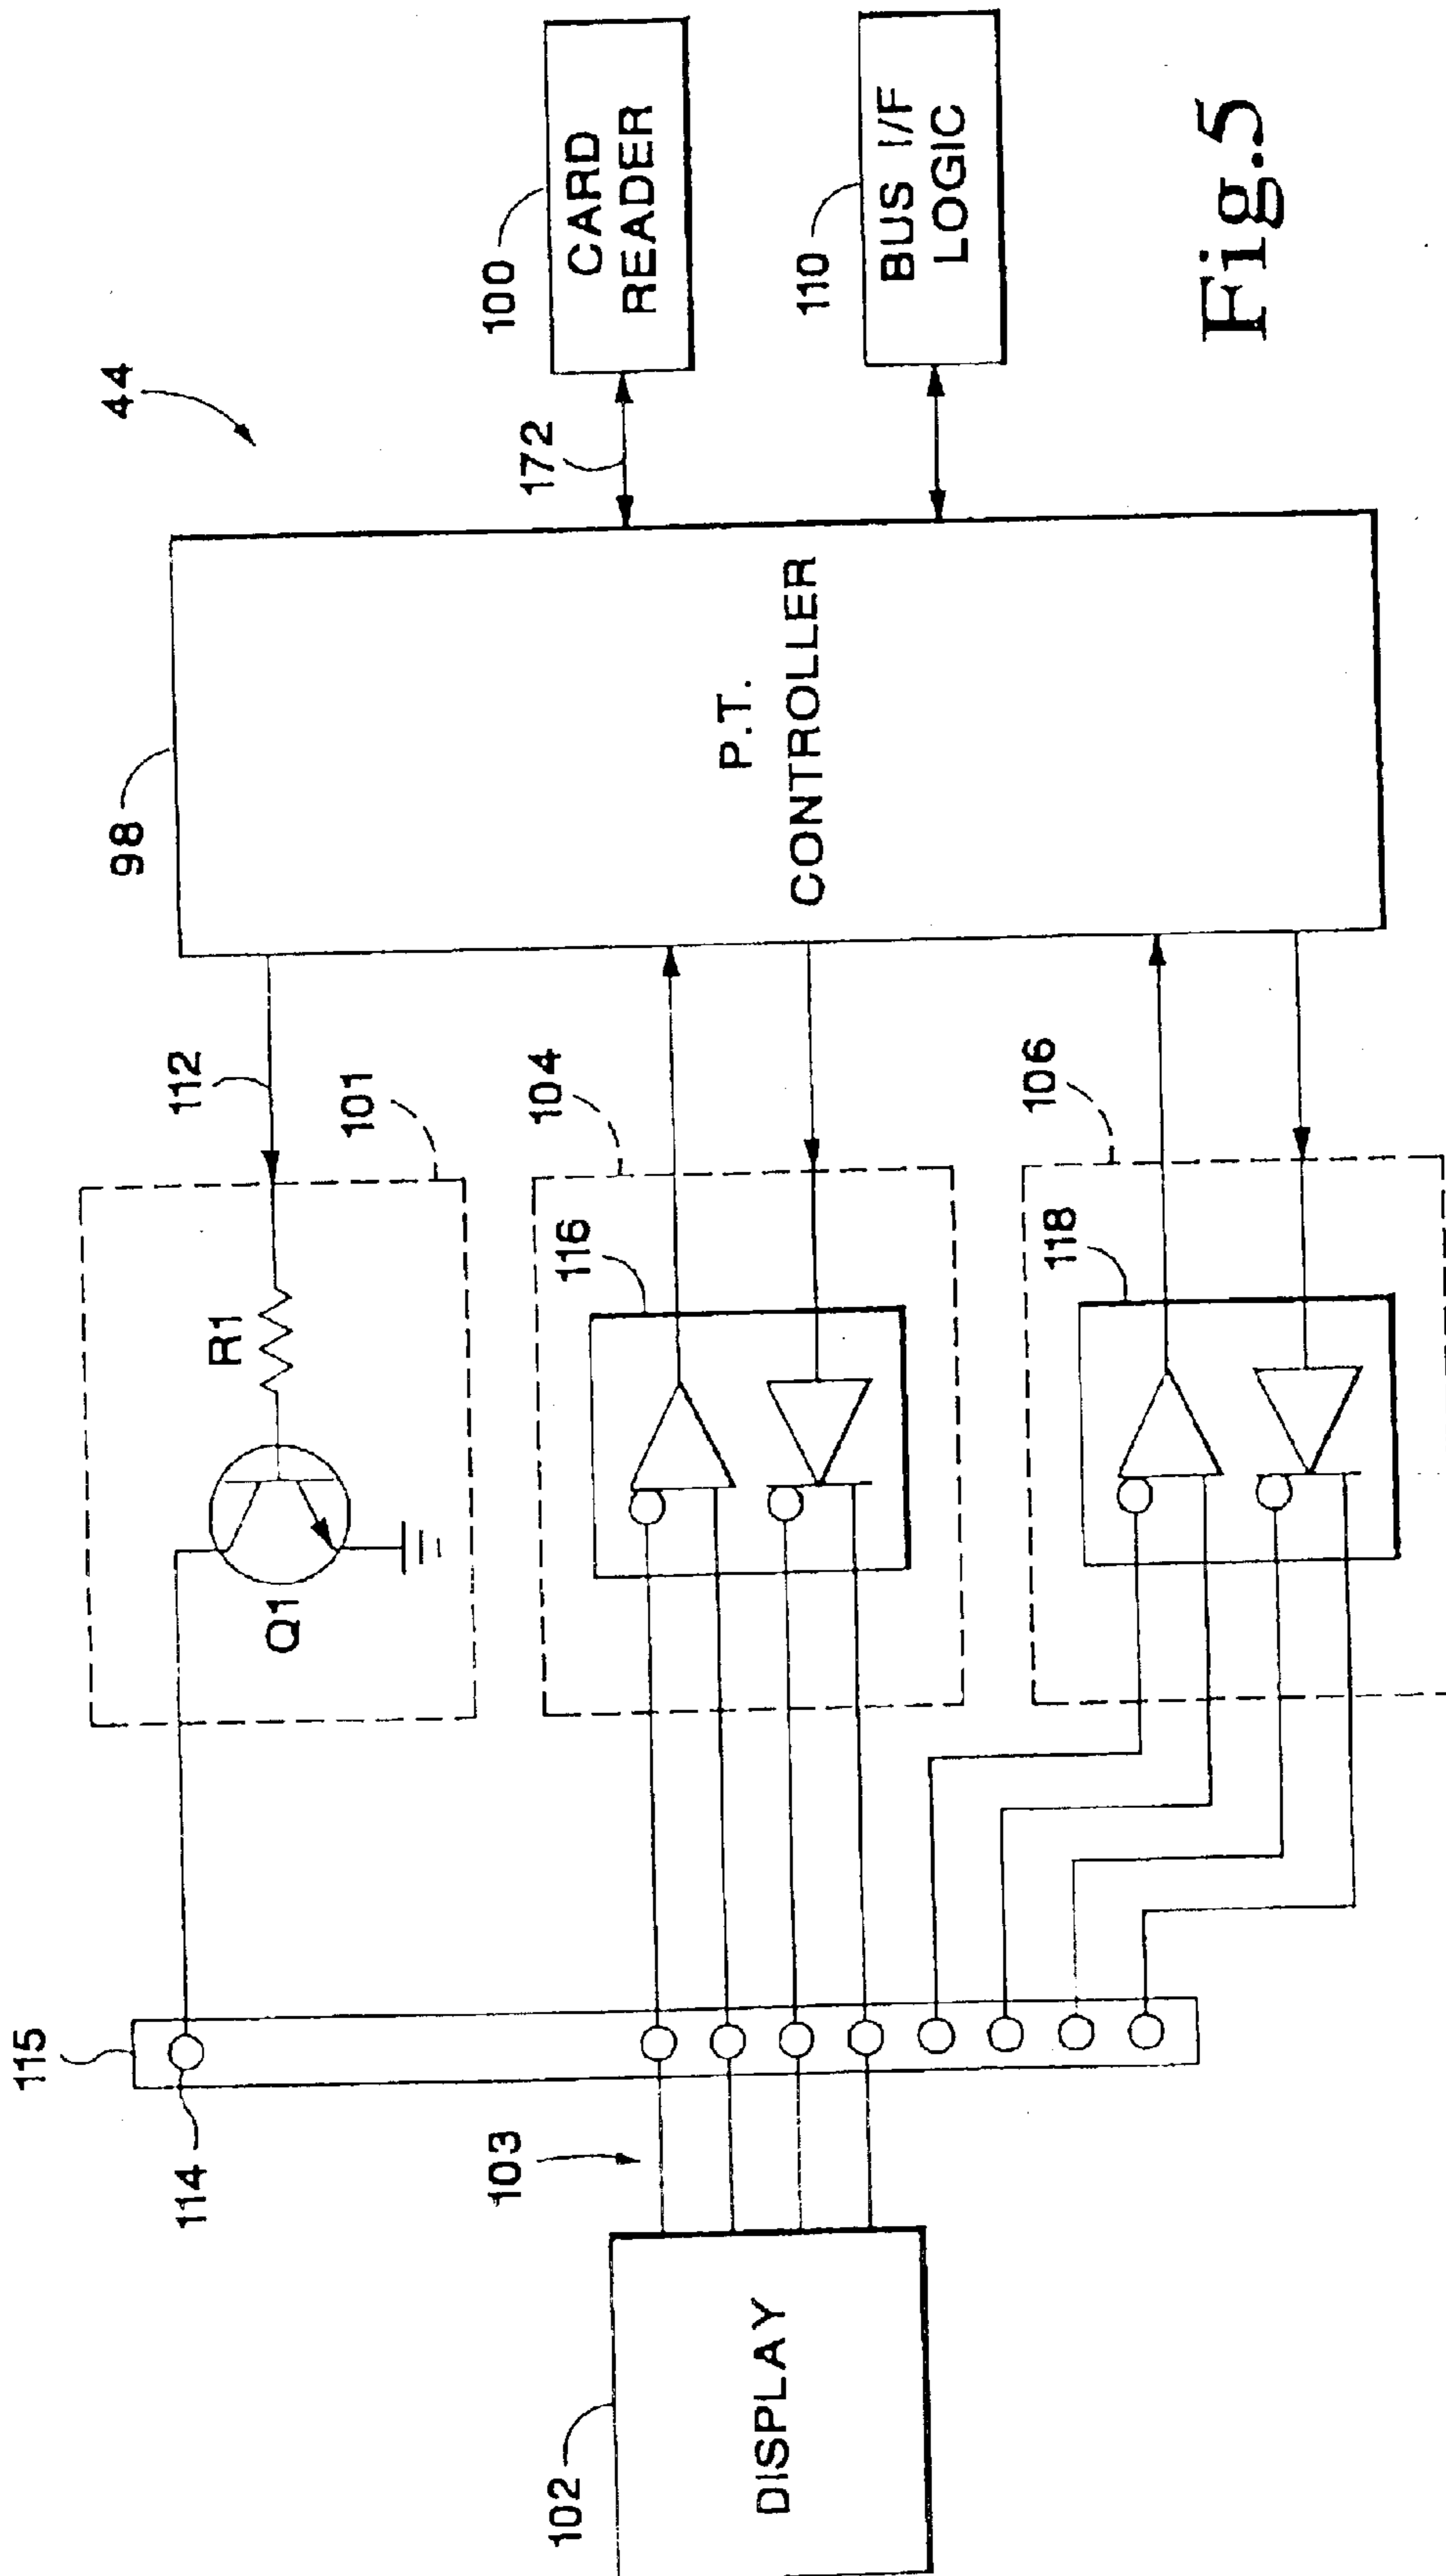 44
98
112
101
R1
Q1
115
114
172
100
CARD
READER
110
BUS I/F
LOGIC
P.T.
CONTROLLER
104
116
106
118
103
102
DISPLAY
Fig.5